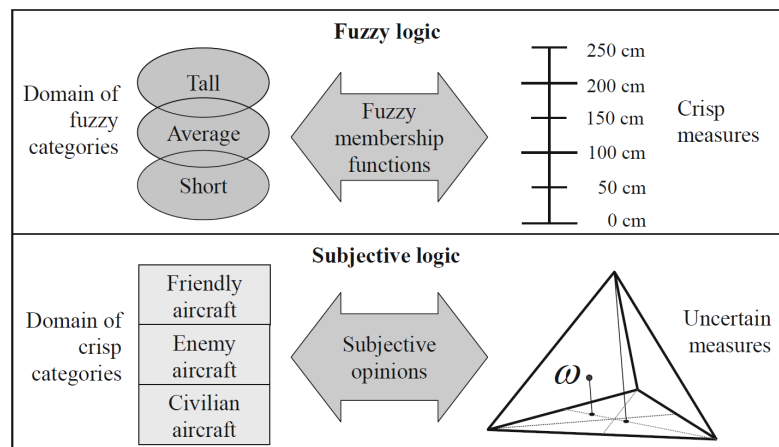 Fuzzy logic
Domain of
fuzzy
categories
Tall
Average
Short
Fuzzy
membership
functions
250 cm
200 cm
150 cm
100 cm
50 cm
0 cm
Crisp
measures
Subjective logic
Domain of
crisp
categories
Friendly
aircraft
Enemy
aircraft
Civilian
aircraft
Subjective
opinions
ω
Uncertain
measures